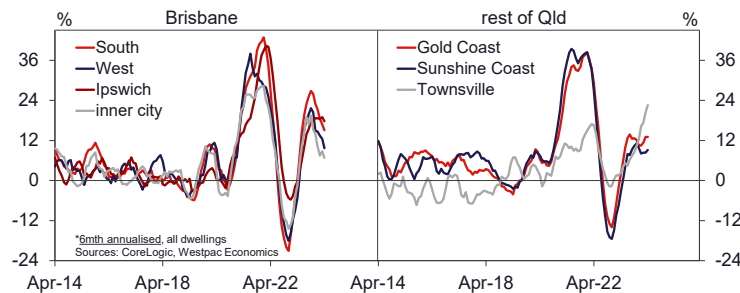 % Brisbane rest of Qld %
South
West
Ipswich
inner city
Gold Coast
Sunshine Coast
Townsville
36 36
24 24
12 12
0 0
-12 -12
-24 -24
*6mth annualised, all dwellings
Sources: CoreLogic, Westpac Economics
Apr-14 Apr-18 Apr-22 Apr-14 Apr-18 Apr-22